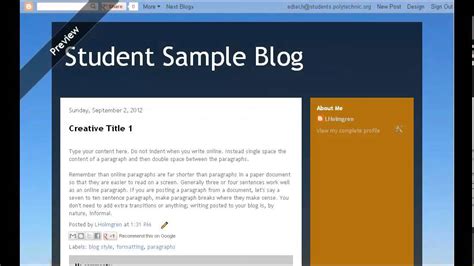 Share
Next Blog»
edlarch@students.polytechnic.org New Post Design Sign Out
Preview
Student Sample Blog
Sunday, September 2, 2012
Creative Title 1
Type your content here. Do not indent when you write online. Instead single space the
content of a paragraph and then double space between the paragraphs.
Remember than online paragraphs are far shorter than paragraphs in a paper document
so that they are easier to read on a screen. Generally three or four sentences work well
as an online paragraph. If you are posting a paragraph from a document, let's say a
seven to ten sentence paragraph, make paragraph breaks where they make sense. You
don't need to add extra transitions or anything; writing posted to your blog is, by
nature, informal.
Posted by LHolmgren at 1:31 PM
Recommend this on Google
Labels: blog style, formatting, paragraphs
About Me
LHolmgren
View my complete profile